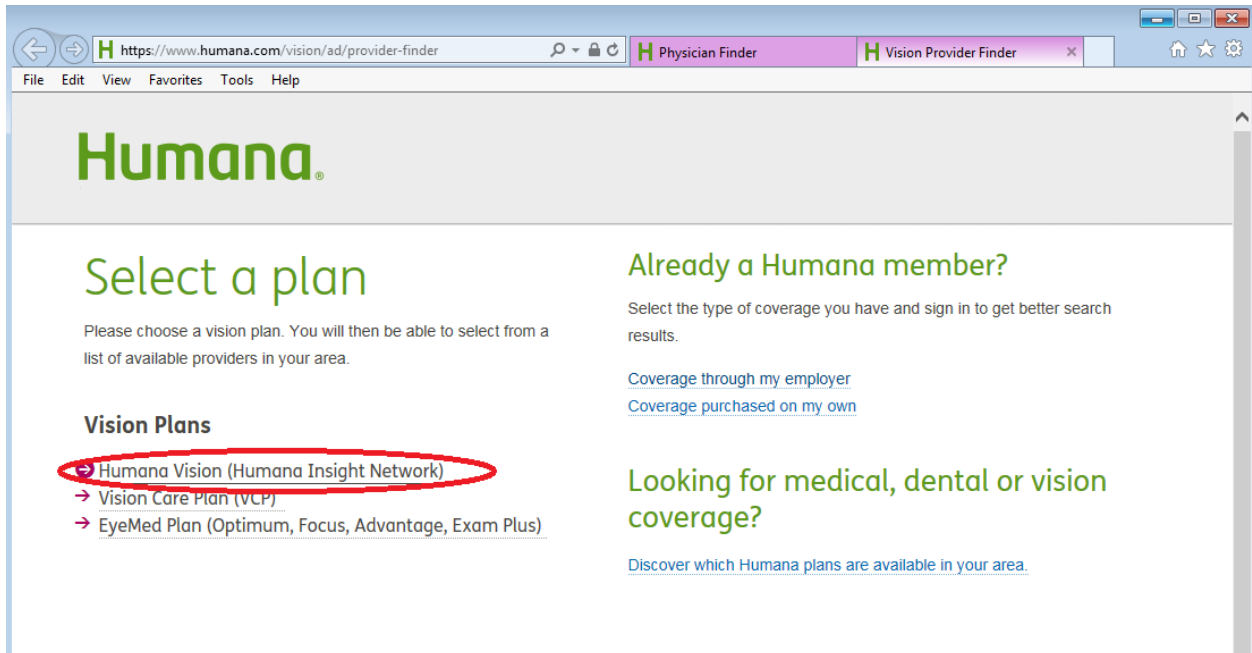 https://www.humana.com/vision/ad/provider-finder
Physician Finder
Vision Provider Finder
File Edit View Favorites Tools Help
Humana®
Select a plan
Please choose a vision plan. You will then be able to select from a
list of available providers in your area.
Vision Plans
Humana Vision (Humana Insight Network)
Vision Care Plan (VCP)
EyeMed Plan (Optimum, Focus, Advantage, Exam Plus)
Already a Humana member?
Select the type of coverage you have and sign in to get better search
results.
Coverage through my employer
Coverage purchased on my own
Looking for medical, dental or vision
coverage?
Discover which Humana plans are available in your area.